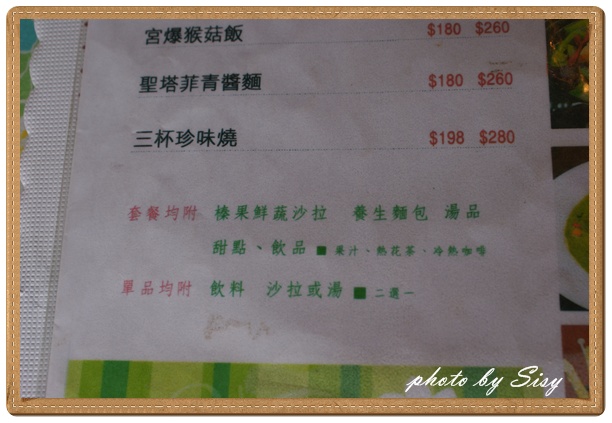 宮爆猴菇飯 $180 $260
聖塔菲青醬麵 $180 $260
三杯珍味燒 $198 $280
套餐均附 榛果鮮蔬沙拉 養生麵包 湯品
甜點、飲品 ■ 果汁、熱花茶、冷熱咖啡
單品均附 飲料 沙拉或湯 ■ 二選一
photo by Sisy